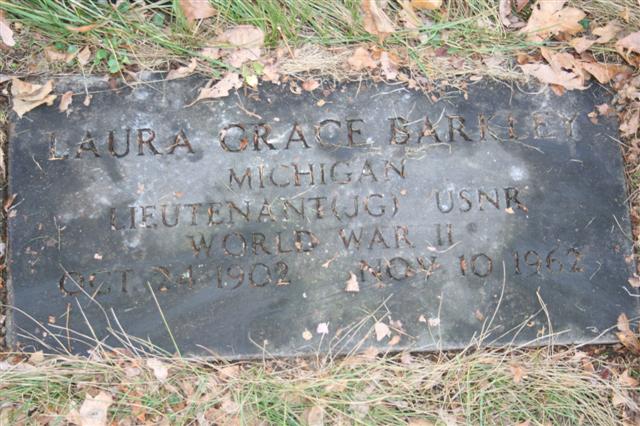 LAURA GRACE BARKLEY
MICHIGAN
LIEUTENANT(JG) USNR
WORLD WAR II
OCT 24 1902 NOV 10 1962